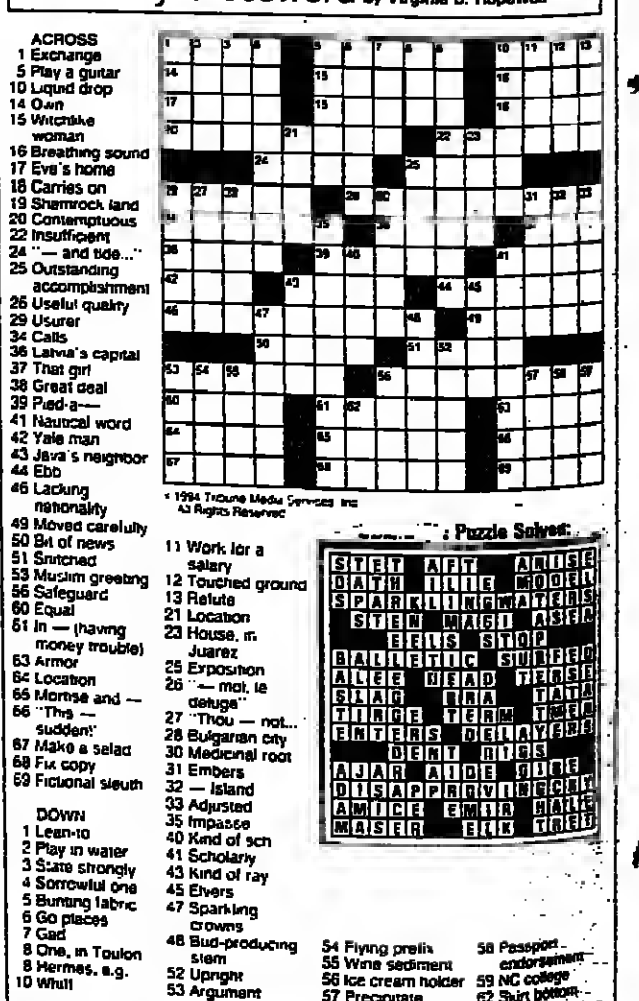 by Virginia
ACROSS
1 Exchange
5 Play a guitar
10 Liquid drop
14 Own
15 Witchlike
woman
16 Breathing sound
17 Eve's home
18 Carries on
19 Shamrock land
20 Contemptuous
22 Insufficient
24 "— and tide..."
25 Outstanding
accomplishment
26 Useful quality
29 Usurer
34 Calls
36 Latvia's capital
37 That girl
38 Great deal
39 Pied-a-—
41 Nautical word
42 Yale man
43 Java's neighbor
44 Ebb
46 Lacking
nationality
49 Moved carefully
50 Bit of news
51 Snitched
53 Muslim greeting
56 Safeguard
60 Equal
61 In — (having
money trouble)
63 Armor
64 Location
65 Mortise and —
66 "This —
sudden!"
67 Make a salad
68 Fix copy
69 Fictional sleuth
DOWN
1 Lean-to
2 Play in water
3 State strongly
4 Sorrowful one
5 Bunting fabric
6 Go places
7 Gad
8 One, in Toulon
8 Hermes, e.g.
10 Whull
© 1994 Tribune Media Services, Inc.
All Rights Reserved
11 Work for a
salary
12 Touched ground
13 Refute
21 Location
23 House, in
Juarez
25 Exposition
26 "— moi, le
deluge"
27 "Thou — not..."
28 Bulgarian city
30 Medicinal root
31 Embers
32 — Island
33 Adjusted
35 Impasse
40 Kind of sch
41 Scholarly
43 Kind of ray
45 Elvers
47 Sparkling
crowns
48 Bud-producing
stem
52 Upright
53 Argument
54 Flying prefix
55 Wine sediment
56 Ice cream holder
57 Precipitate
58 Passport
endorsement
59 NC college
62 Shirt bottom
Puzzle Solved:
STET AFT ARISE
OATH ILIE MODEL
SPARKLINGWATERS
STEN MAGI ASEA
EELS STOP
BALLETIC SURFED
ALEE DEAD TERSE
SLAG BRA TATA
TIRGE TERM TMER
ENTERS DELAYERS
DENT DIGS
AJAR AIDE GIBE
DISAPPROVINGCRY
AMICE EMIR HALE
MASER ELK TRET